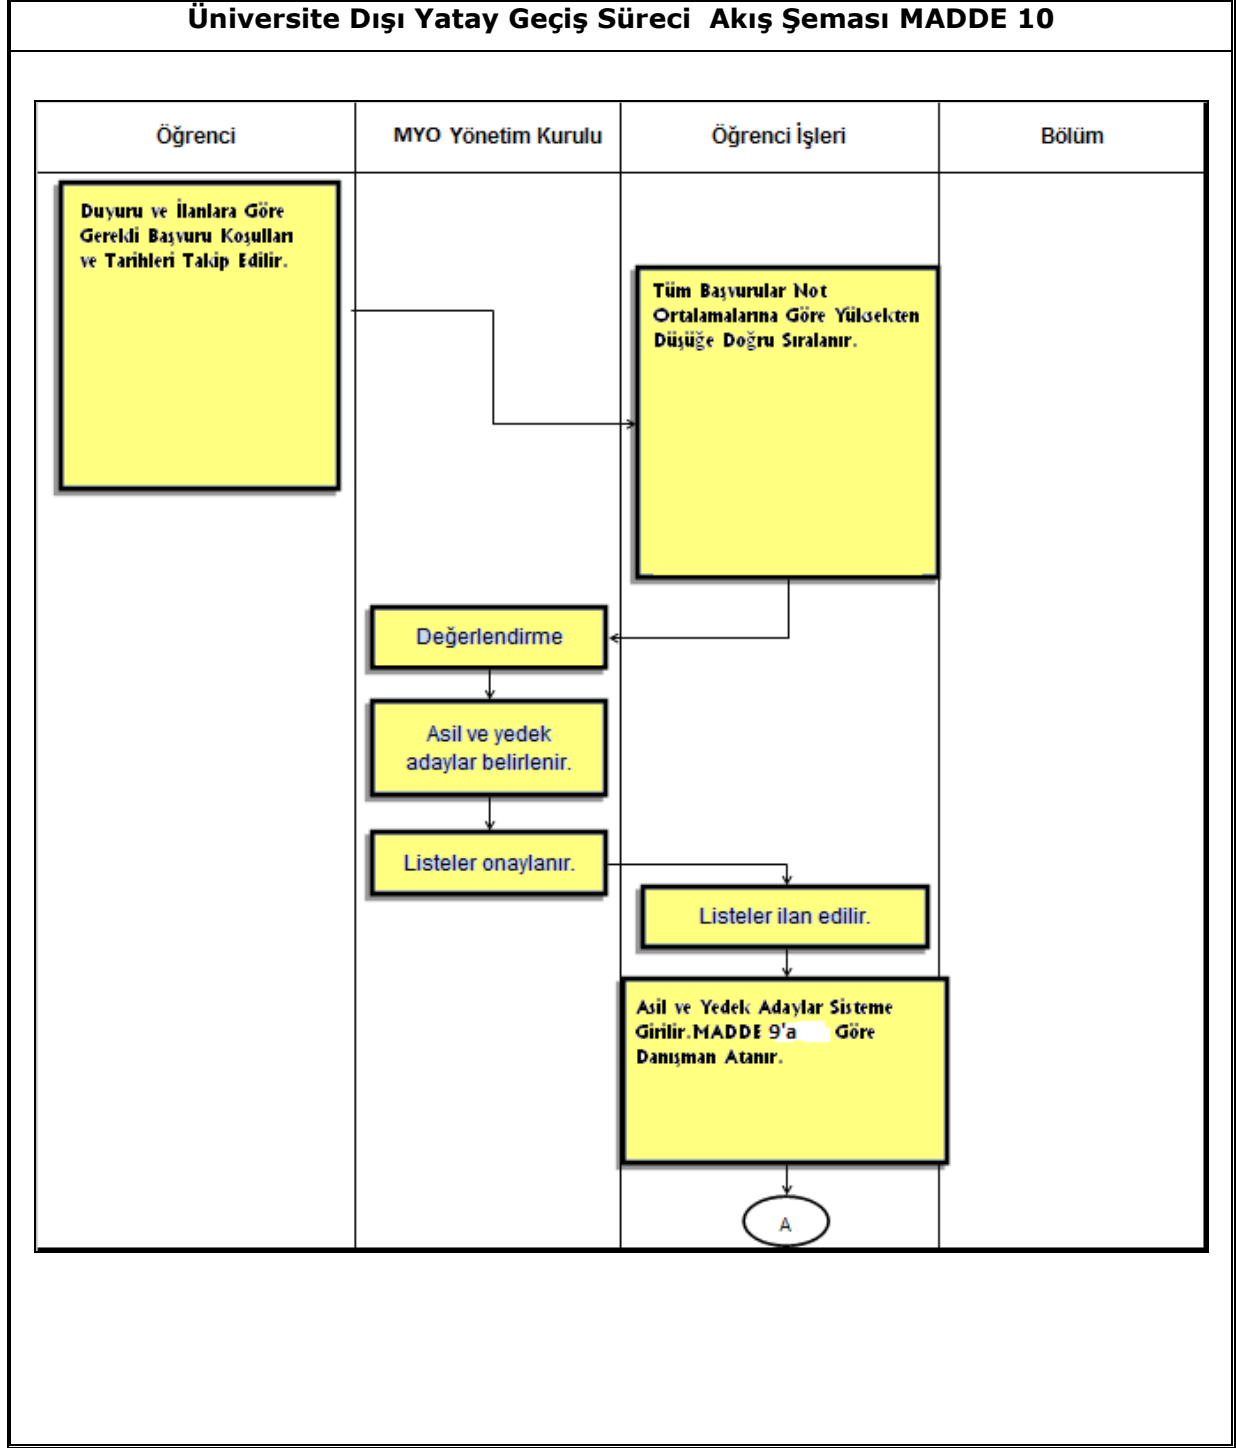 Üniversite Dışı Yatay Geçiş Süreci  Akış Şeması MADDE 10
Öğrenci
MYO Yönetim Kurulu
Öğrenci İşleri
Bölüm
Duyuru ve İlanlara Göre
Gerekli Başvuru Koşulları
ve Tarihleri Takip Edilir.
Tüm Başvurular Not
Ortalamalarına Göre Yüksekten
Düşüğe Doğru Sıralanır.
Değerlendirme
Asil ve yedek
adaylar belirlenir.
Listeler onaylanır.
Listeler ilan edilir.
Asil ve Yedek Adaylar Sisteme
Girilir.MADDE 9'a Göre
Danışman Atanır.
A